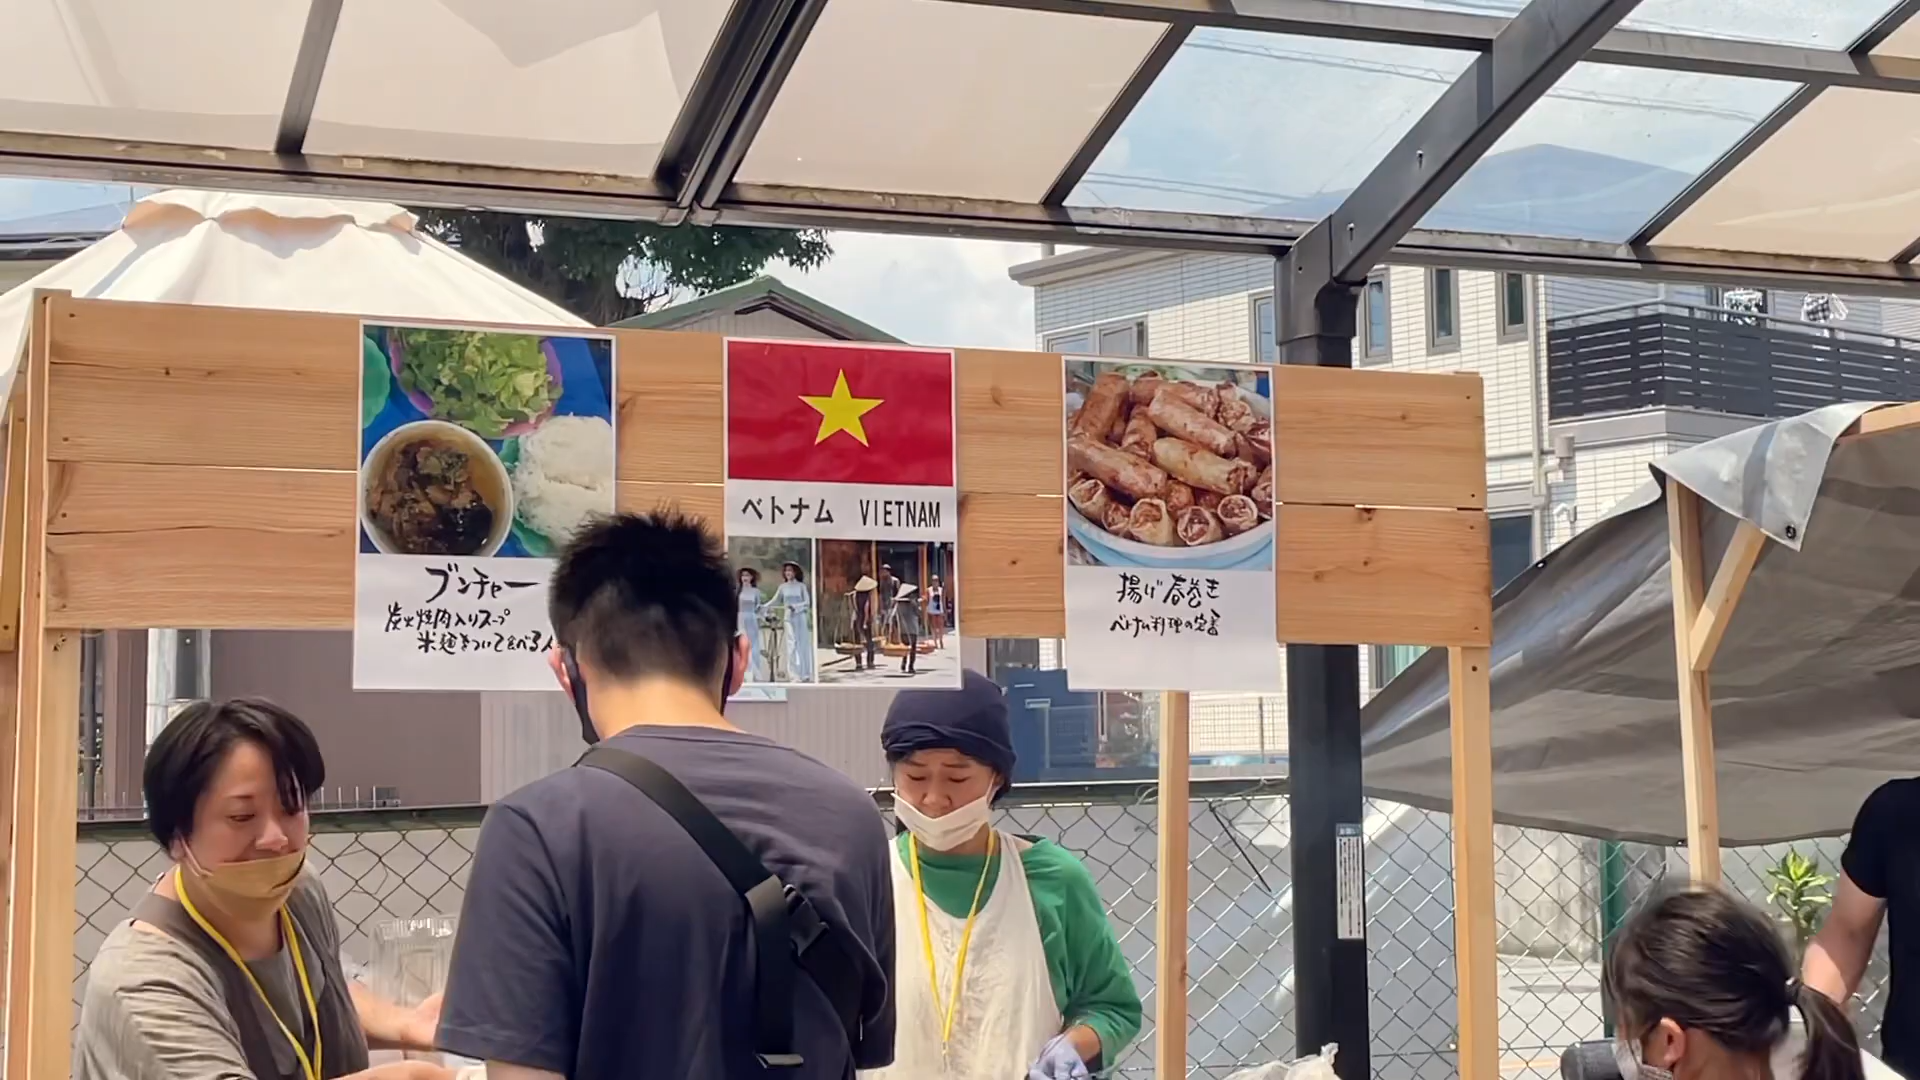 ブンチャー
炭火焼肉入りスープ
米麺をつけて食べる
ベトナム VIETNAM
揚げ春巻き
ベトナム料理の定番